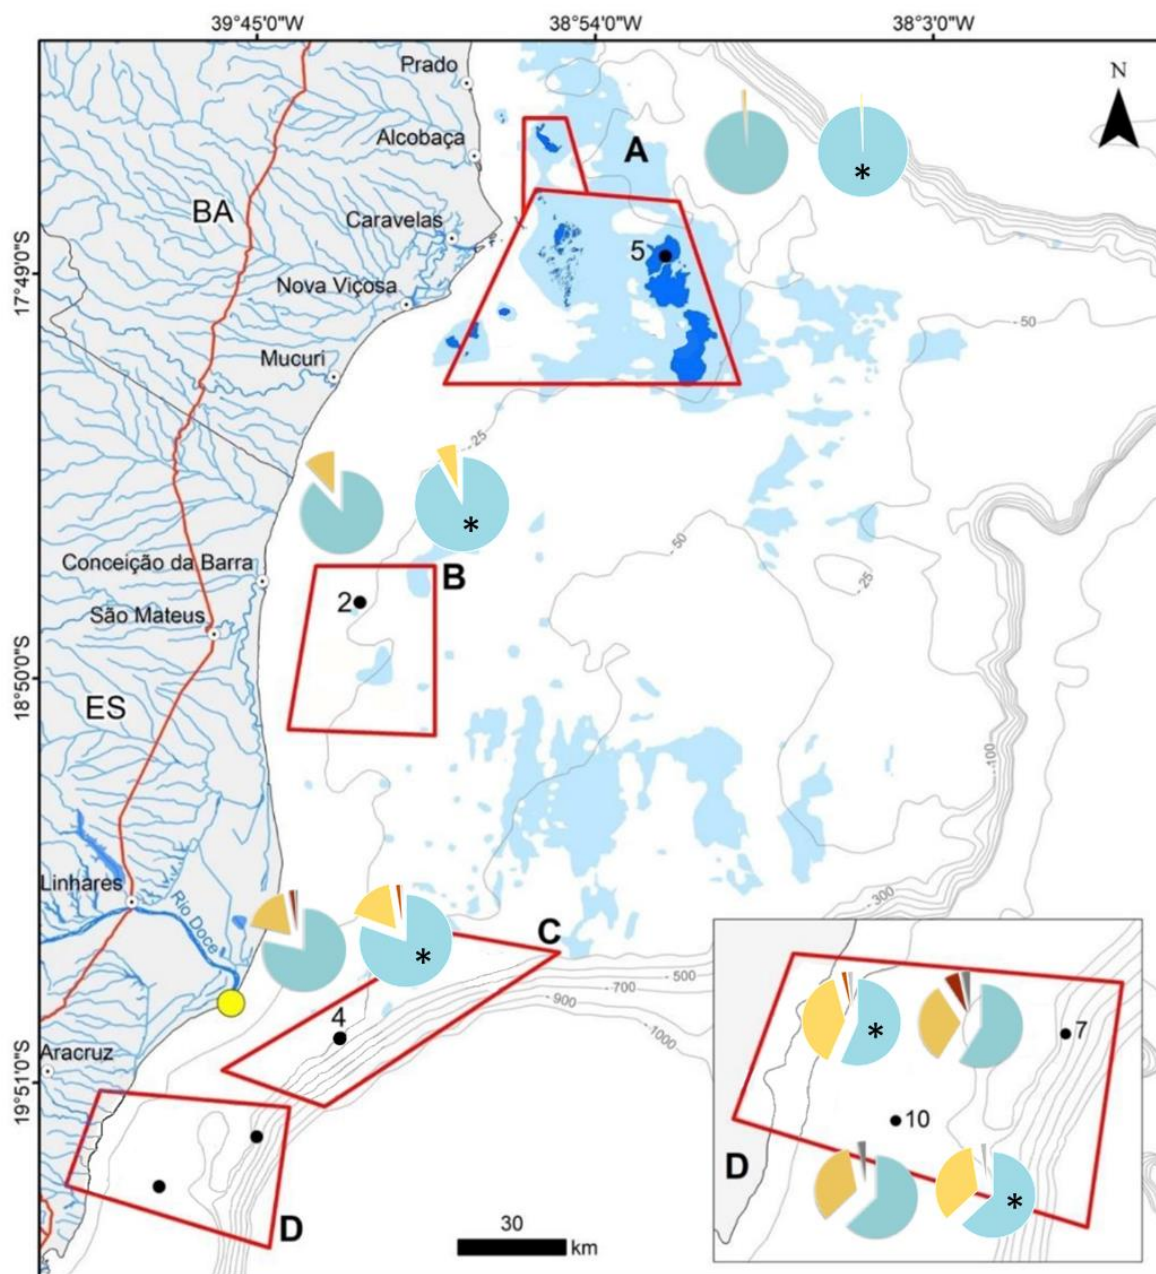 39°45'0"W
38°54'0"W
38°3'0"W
N
Prado
Alcobaça
A
*
BA
Caravelas
5
17°49'0"S
Nova Viçosa
-50
Mucuri
-25
*
-50
Conceição da Barra
B
-25
2
São Mateus
18°50'0"S
ES
-100
Linhares
-300
Rio Doce
C
*
-500
-700
-900
4
-1000
Aracruz
19°51'0"S
*
7
10
D
*
D
30
km